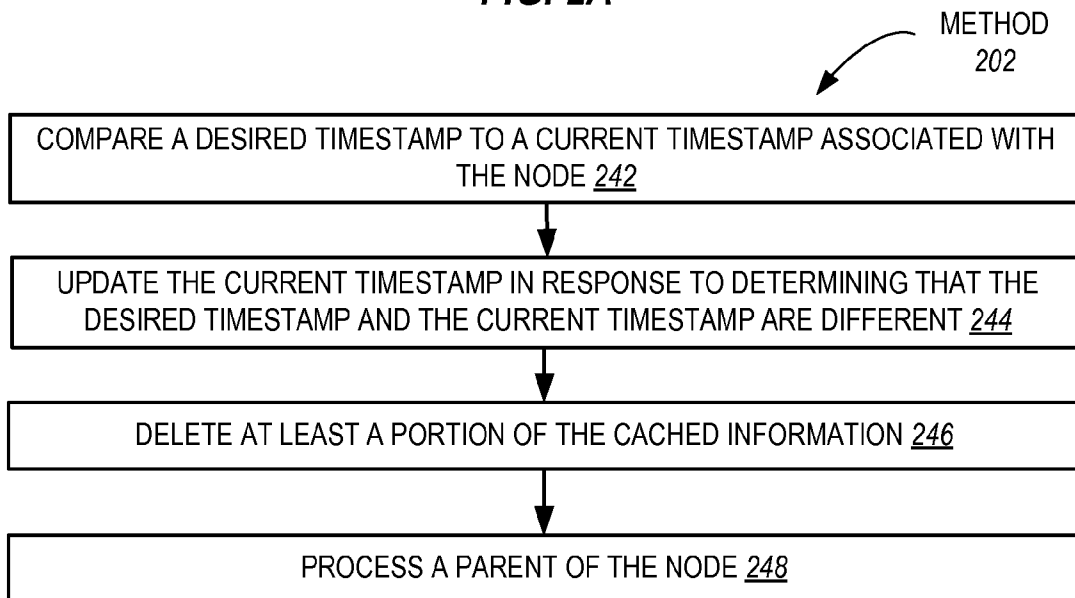 FIG. 2A
METHOD
202
COMPARE A DESIRED TIMESTAMP TO A CURRENT TIMESTAMP ASSOCIATED WITH
THE NODE 242
UPDATE THE CURRENT TIMESTAMP IN RESPONSE TO DETERMINING THAT THE
DESIRED TIMESTAMP AND THE CURRENT TIMESTAMP ARE DIFFERENT 244
DELETE AT LEAST A PORTION OF THE CACHED INFORMATION 246
PROCESS A PARENT OF THE NODE 248